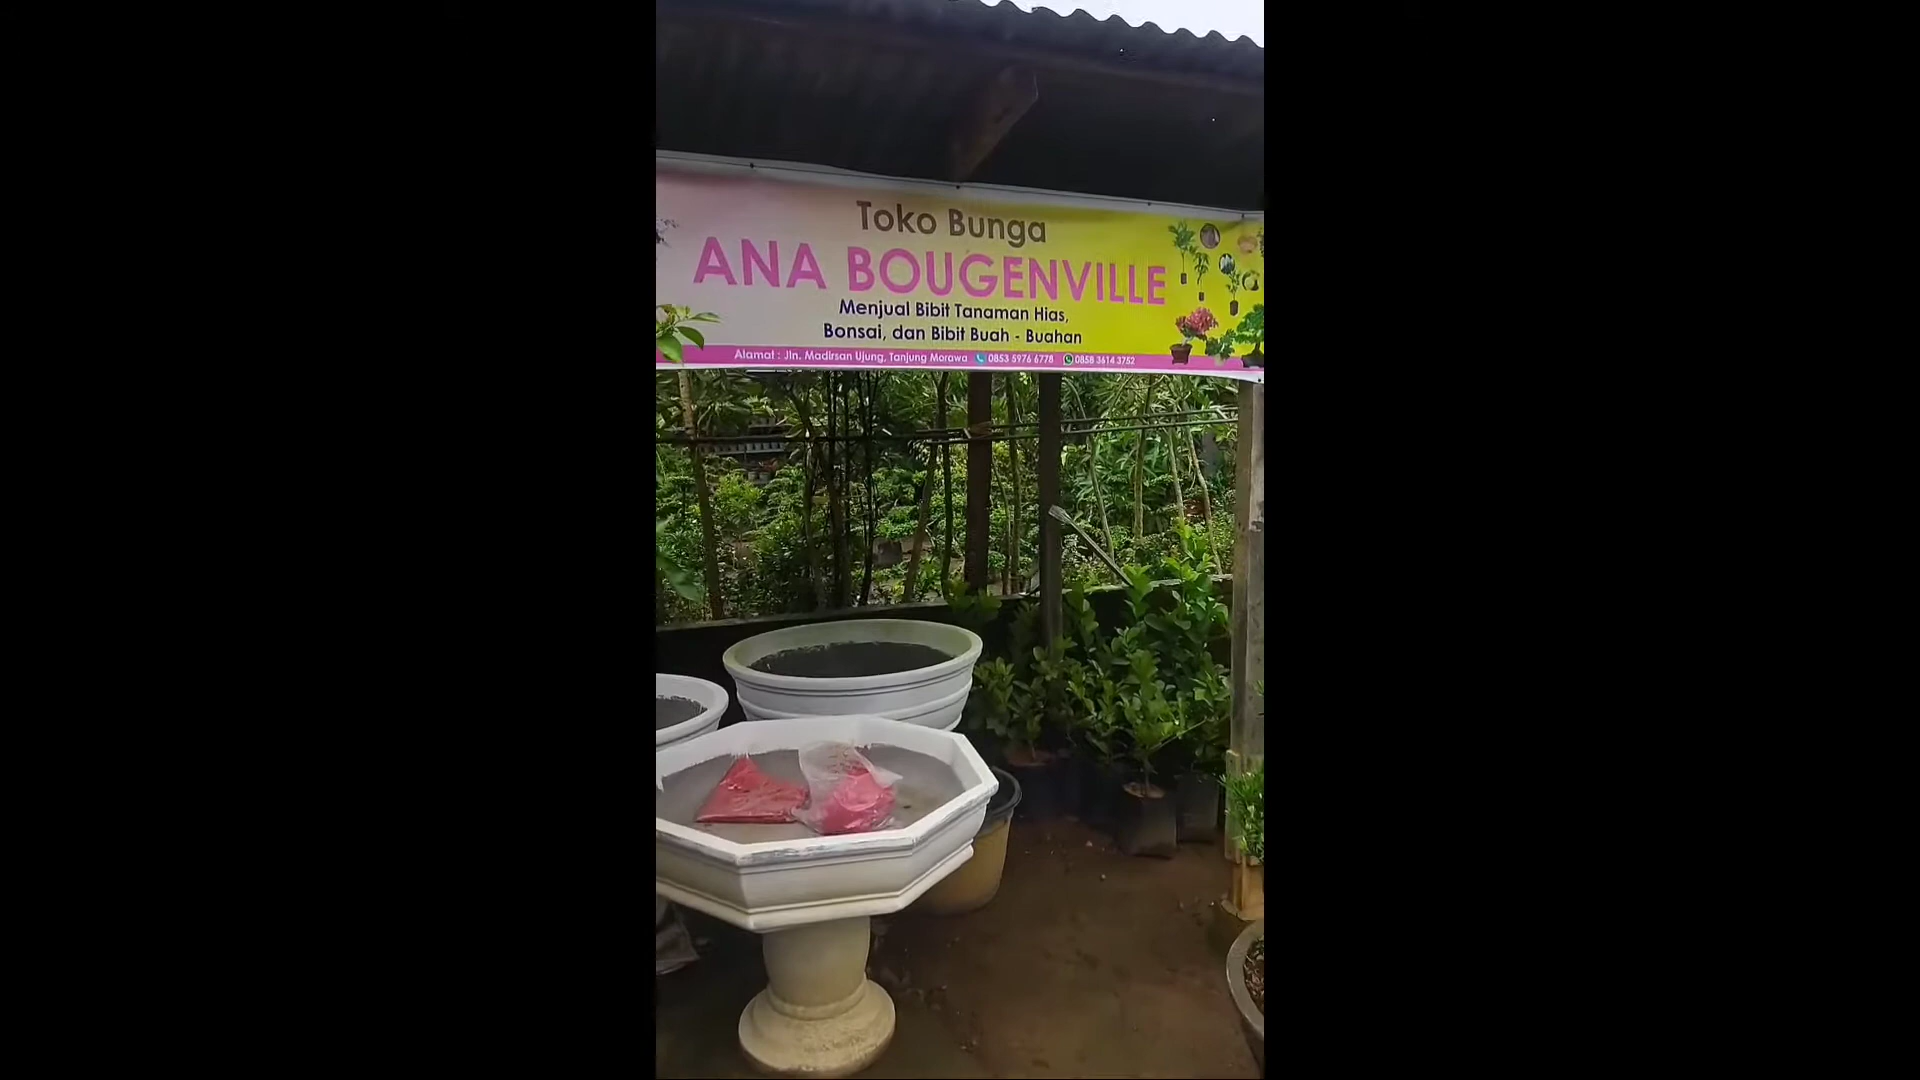 Toko Bunga
ANA BOUGENVILLE
Menjual Bibit Tanaman Hias,
Bonsai, dan Bibit Buah - Buahan
Alamat : Jln. Madirsan Ujung, Tanjung Morawa 0853 5976 6778 0858 3614 3752